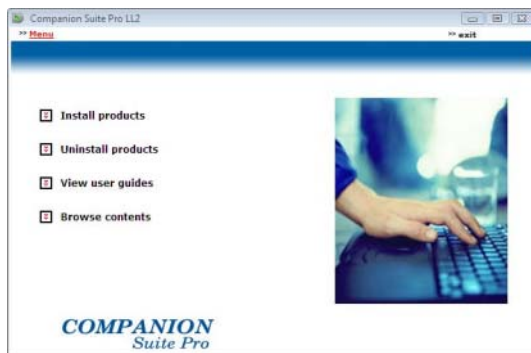 Companion Suite Pro LL2
>> Menu
>> exit
Install products
Uninstall products
View user guides
Browse contents
COMPANION
Suite Pro